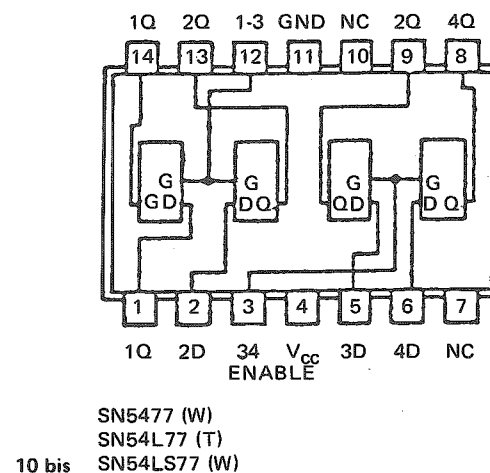 1Q 2Q 1-3 GND NC 2Q 4Q
14 13 12 11 10 9 8
G G G G
GD DQ QD D Q
1 2 3 4 5 6 7
1Q 2D 34 VCC 3D 4D NC
ENABLE
SN5477 (W)
SN54L77 (T)
10 bis SN54LS77 (W)